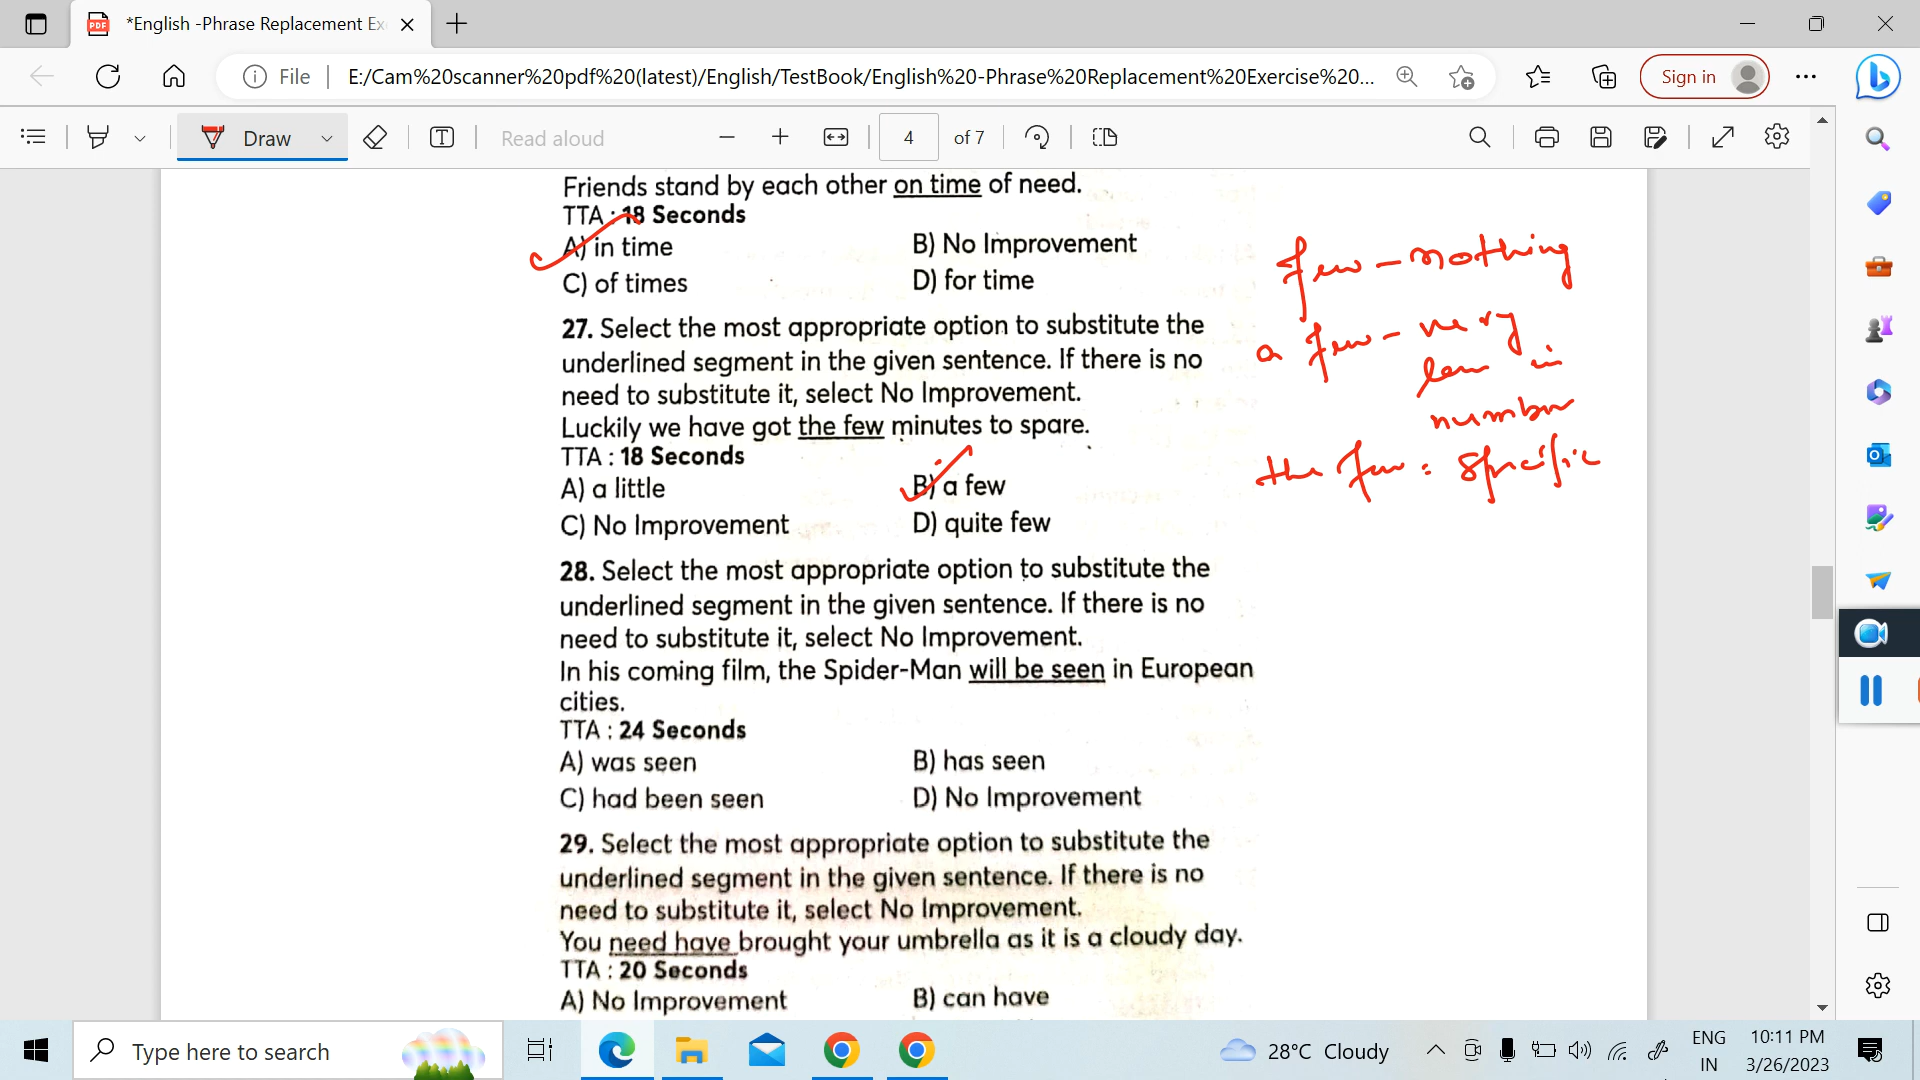 *English -Phrase Replacement Ex
File
E:/Cam%20scanner%20pdf%20(latest)/English/TestBook/English%20-Phrase%20Replacement%20Exercise%20...
Sign in
Draw
Read aloud
4
of 7
Friends stand by each other on time of need.
TTA : 18 Seconds
A) in time
B) No Improvement
C) of times
D) for time
27. Select the most appropriate option to substitute the
underlined segment in the given sentence. If there is no
need to substitute it, select No Improvement.
Luckily we have got the few minutes to spare.
TTA : 18 Seconds
A) a little
B) a few
C) No Improvement
D) quite few
few - nothing
a few - very
less in
number
the few : Specific
28. Select the most appropriate option to substitute the
underlined segment in the given sentence. If there is no
need to substitute it, select No Improvement.
In his coming film, the Spider-Man will be seen in European
cities.
TTA : 24 Seconds
A) was seen
B) has seen
C) had been seen
D) No Improvement
29. Select the most appropriate option to substitute the
underlined segment in the given sentence. If there is no
need to substitute it, select No Improvement.
You need have brought your umbrella as it is a cloudy day.
TTA : 20 Seconds
A) No Improvement
B) can have
Type here to search
28°C Cloudy
ENG
IN
10:11 PM
3/26/2023